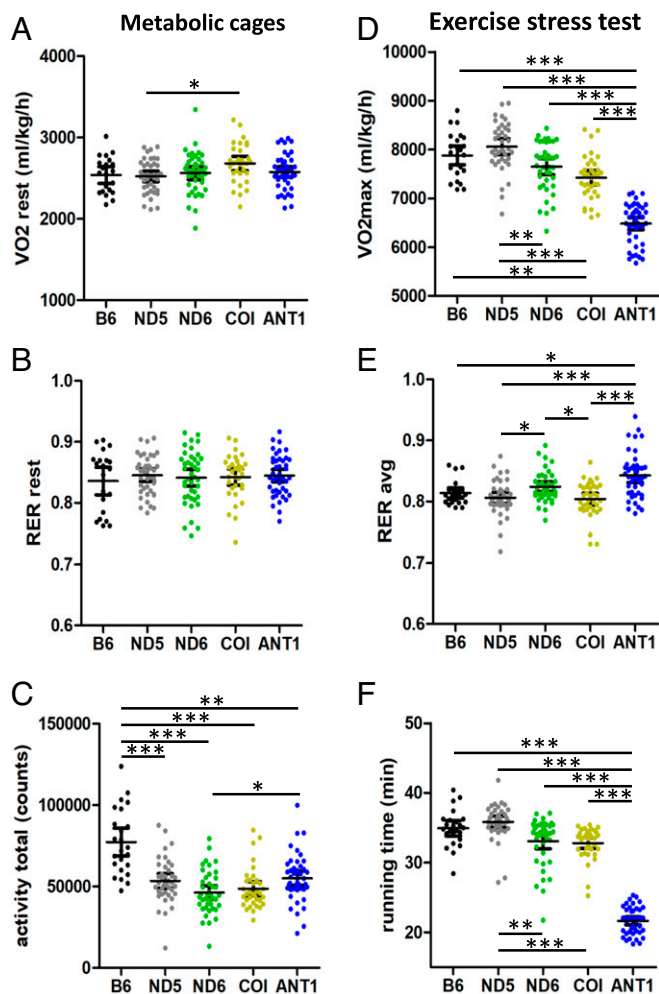 Metabolic cages
Exercise stress test
A
VO2 rest (ml/kg/h)
4000
3000
2000
1000
*
B6 ND5 ND6 COI ANT1
D
VO2max (ml/kg/h)
10000
9000
8000
7000
6000
5000
***
***
***
***
**
***
**
B6 ND5 ND6 COI ANT1
B
RER rest
1.0
0.9
0.8
0.6
B6 ND5 ND6 COI ANT1
E
RER avg
1.0
0.9
0.8
0.6
*
***
***
*
*
B6 ND5 ND6 COI ANT1
C
activity total (counts)
150000
100000
50000
0
**
***
***
***
*
B6 ND5 ND6 COI ANT1
F
running time (min)
50
40
30
20
***
***
***
***
**
***
B6 ND5 ND6 COI ANT1